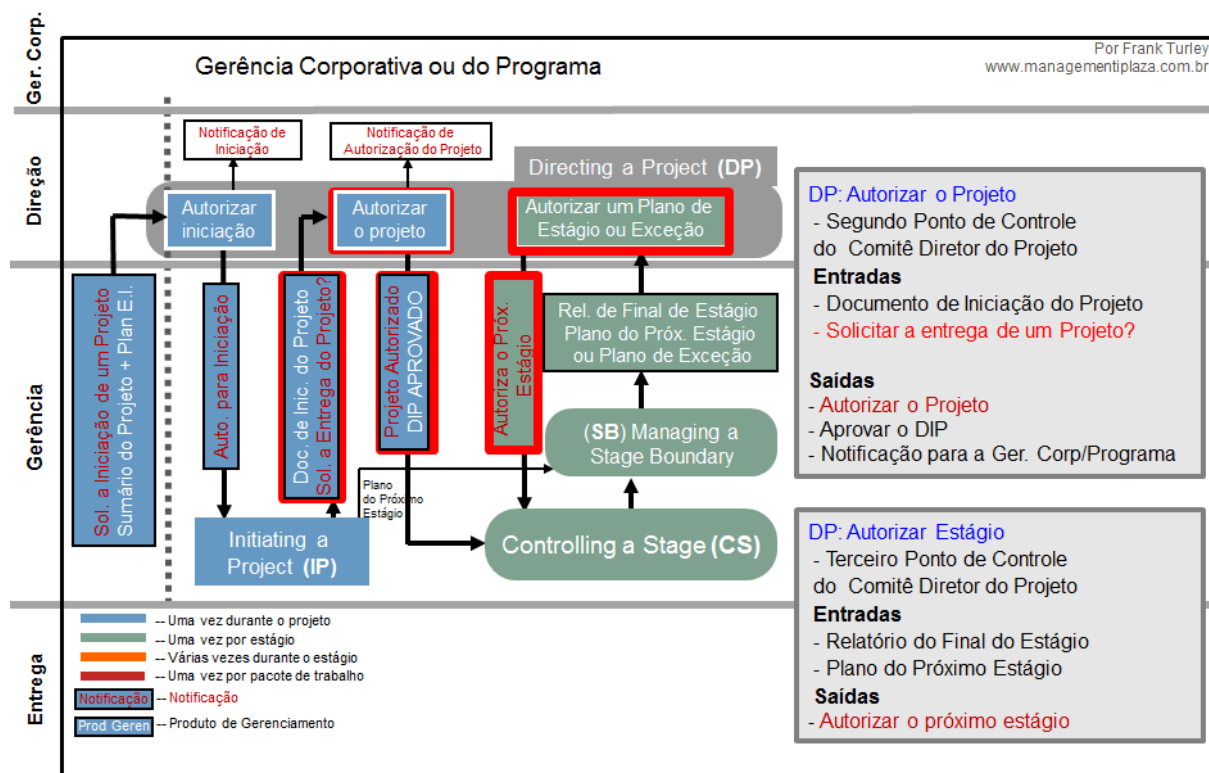 Ger. Corp.
Gerência Corporativa ou do Programa
Por Frank Turley
www.managementiplaza.com.br
Direção
Notificação de
Iniciação
Notificação de
Autorização do Projeto
Directing a Project (DP)
Autorizar
iniciação
Autorizar
o projeto
Autorizar um Plano de
Estágio ou Exceção
Gerência
Sol. a Iniciação de um Projeto
Sumário do Projeto + Plan E.I.
Auto. para Iniciação
Doc. de Inic. do Projeto
Sol. a Entrega do Projeto?
Projeto Autorizado
DIP APROVADO
Autoriza o Próx.
Estágio
Rel. de Final de Estágio
Plano do Próx. Estágio
ou Plano de Exceção
(SB) Managing a
Stage Boundary
Plano
do Próximo
Estágio
Initiating a
Project (IP)
Controlling a Stage (CS)
DP: Autorizar o Projeto
- Segundo Ponto de Controle
do Comitê Diretor do Projeto
Entradas
- Documento de Iniciação do Projeto
- Solicitar a entrega de um Projeto?
Saídas
- Autorizar o Projeto
- Aprovar o DIP
- Notificação para a Ger. Corp/Programa
DP: Autorizar Estágio
- Terceiro Ponto de Controle
do Comitê Diretor do Projeto
Entradas
- Relatório do Final do Estágio
- Plano do Próximo Estágio
Saídas
- Autorizar o próximo estágio
Entrega
-- Uma vez durante o projeto
-- Uma vez por estágio
-- Várias vezes durante o estágio
-- Uma vez por pacote de trabalho
Notificação -- Notificação
Prod Geren -- Produto de Gerenciamento